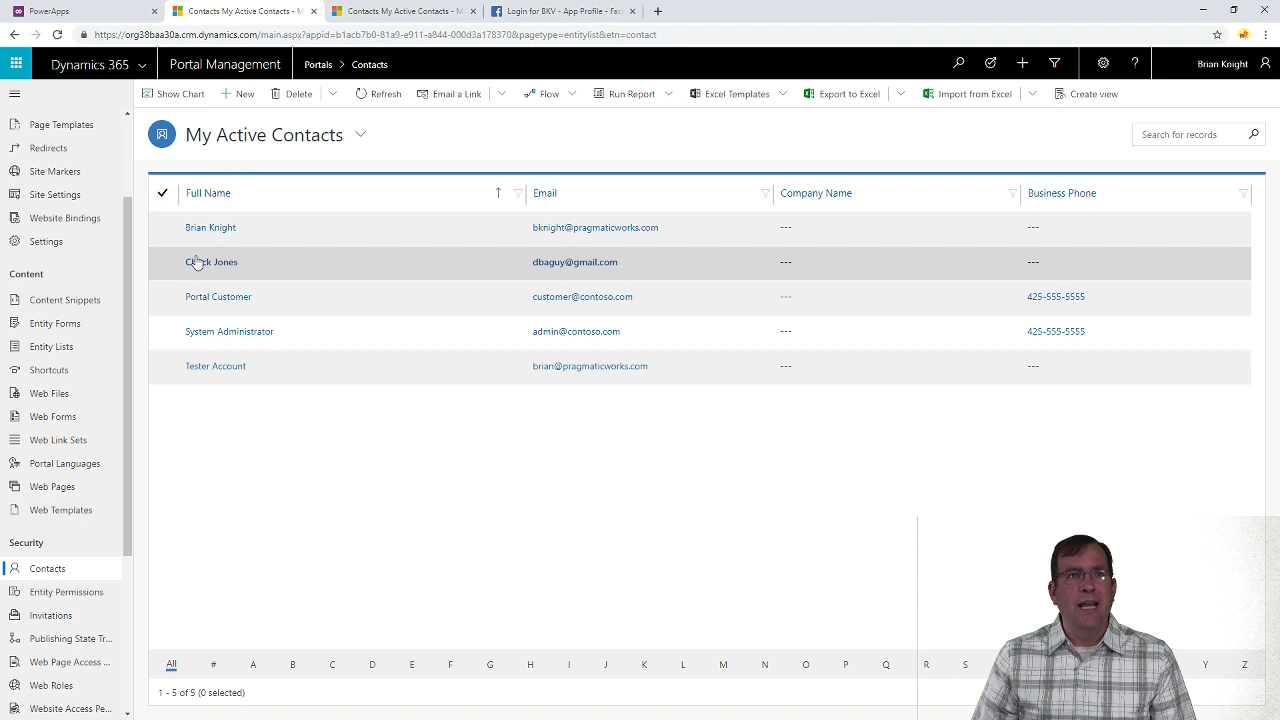 PowerApps
Contacts My Active Contacts - M
Contacts My Active Contacts - Mi
Login for BKV - App Profile - Fac
https://org38baa30a.crm.dynamics.com/main.aspx?appid=b1acb7b0-81a9-e911-a844-000d3a178370&pagetype=entitylist&etn=contact
Dynamics 365
Portal Management
Portals > Contacts
Brian Knight
Show Chart
New
Delete
Refresh
Email a Link
Flow
Run Report
Excel Templates
Export to Excel
Import from Excel
Create view
My Active Contacts
Search for records
Page Templates
Redirects
Site Markers
Site Settings
Website Bindings
Settings
Content
Content Snippets
Entity Forms
Entity Lists
Shortcuts
Web Files
Web Forms
Web Link Sets
Portal Languages
Web Pages
Web Templates
Security
Contacts
Entity Permissions
Invitations
Publishing State Tr...
Web Page Access ...
Web Roles
Website Access Pe...
Full Name Email Company Name Business Phone
Brian Knight bknight@pragmaticworks.com --- ---
Jones dbaguy@gmail.com --- ---
Portal Customer customer@contoso.com --- 425-555-5555
System Administrator admin@contoso.com --- 425-555-5555
Tester Account brian@pragmaticworks.com --- ---
All # A B C D E F G H I J K L M N O P Q R S Y Z
1 - 5 of 5 (0 selected)